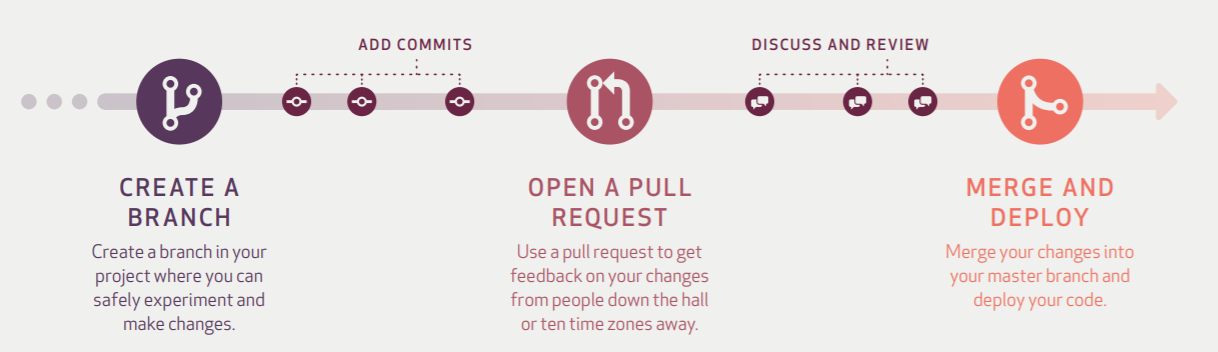 ADD COMMITS
DISCUSS AND REVIEW
CREATE A
BRANCH
Create a branch in your
project where you can
safely experiment and
make changes.
OPEN A PULL
REQUEST
Use a pull request to get
feedback on your changes
from people down the hall
or ten time zones away.
MERGE AND
DEPLOY
Merge your changes into
your master branch and
deploy your code.